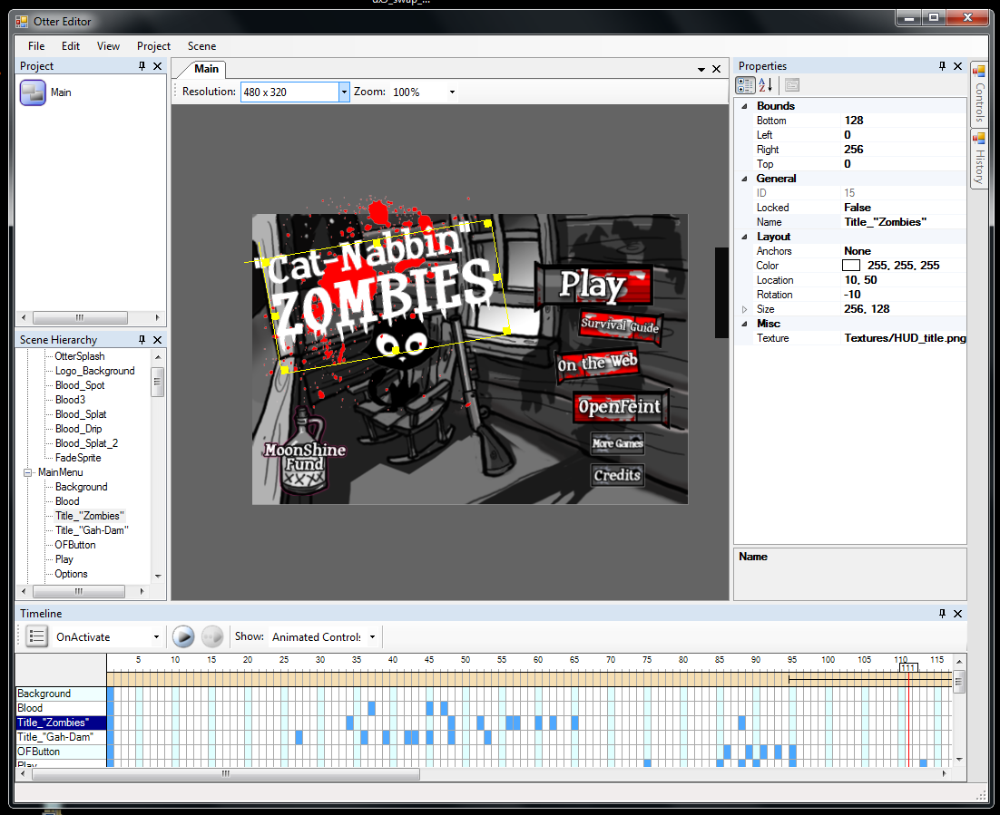 Otter Editor
File Edit View Project Scene
Project
Main
Main
Resolution: 480 x 320 Zoom: 100%
"Cat-Nabbin"
ZOMBIES
Play
Survival Guide
On the Web
OpenFeint
More Games
Credits
MoonShine
Fund
Properties
Bounds
Bottom 128
Left 0
Right 256
Top 0
General
ID 15
Locked False
Name Title_"Zombies"
Layout
Anchors None
Color 255, 255, 255
Location 10, 50
Rotation -10
Size 256, 128
Misc
Texture Textures/HUD_title.png
Name
Controls
History
Scene Hierarchy
OtterSplash
Logo_Background
Blood_Spot
Blood3
Blood_Splat
Blood_Drip
Blood_Splat_2
FadeSprite
MainMenu
Background
Blood
Title_"Zombies"
Title_"Gah-Dam"
OFButton
Play
Options
Timeline
OnActivate Show: Animated Control:
5 10 15 20 25 30 35 40 45 50 55 60 65 70 75 80 85 90 95 100 105 110 115
111
Background
Blood
Title_"Zombies"
Title_"Gah-Dam"
OFButton
Play